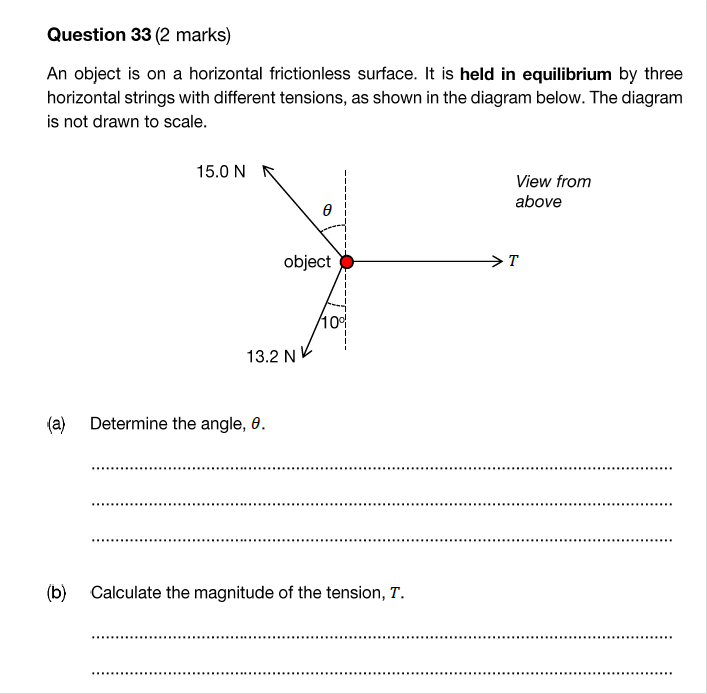 Question 33 (2 marks)
An object is on a horizontal frictionless surface. It is held in equilibrium by three
horizontal strings with different tensions, as shown in the diagram below. The diagram
is not drawn to scale.
15.0 N
View from
above
θ
object
T
10°
13.2 N
(a) Determine the angle, θ.
(b) Calculate the magnitude of the tension, T.